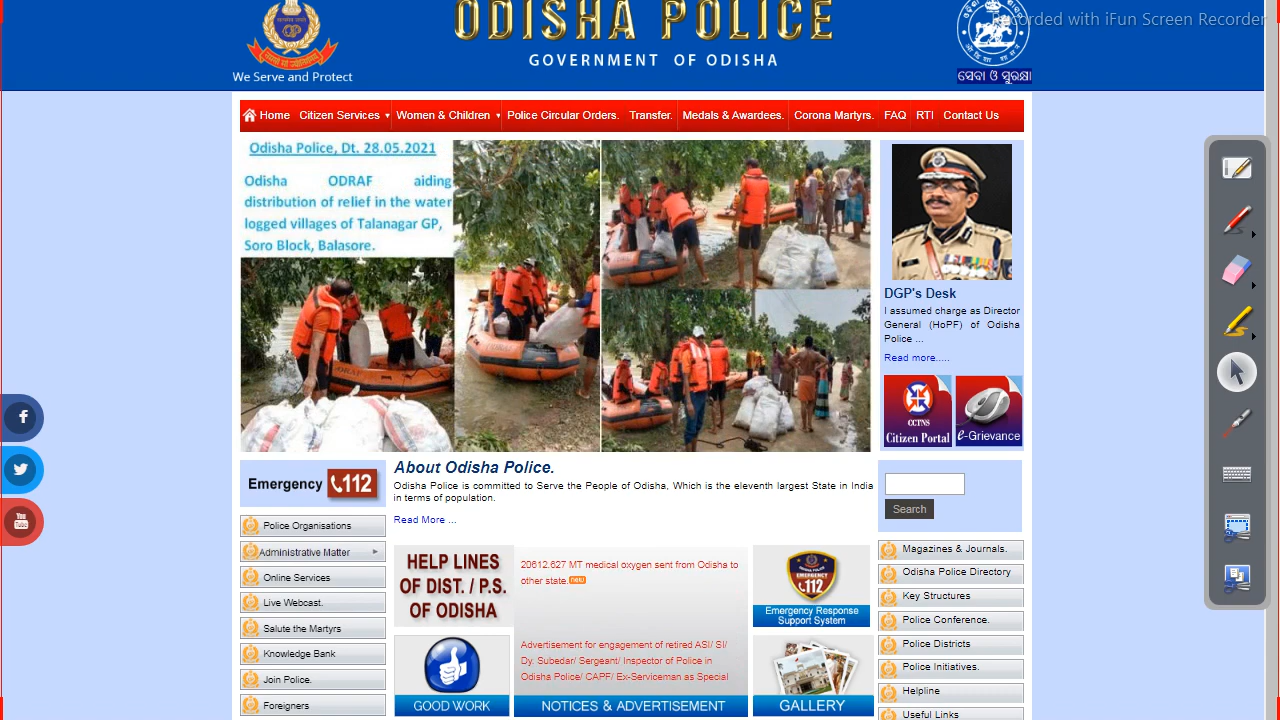 ODISHA POLICE
Recorded with iFun Screen Recorder
GOVERNMENT OF ODISHA
We Serve and Protect
ସେବା ଓ ସୁରକ୍ଷା
Home Citizen Services Women & Children Police Circular Orders. Transfer. Medals & Awardees. Corona Martyrs. FAQ RTI Contact Us
Odisha Police, Dt. 28.05.2021
Odisha ODRAF aiding
distribution of relief in the water
logged villages of Talanagar GP,
Soro Block, Balasore.
ODRAF
DGP's Desk
I assumed charge as Director
General (HoPF) of Odisha
Police ...
Read more.....
CCTNS
Citizen Portal
e-Grievance
Emergency 112
About Odisha Police.
Odisha Police is committed to Serve the People of Odisha, Which is the eleventh largest State in India
in terms of population.
Read More ...
Search
You
Tube
Police Organisations
Administrative Matter
Online Services
Live Webcast.
Salute the Martyrs
Knowledge Bank
Join Police.
Foreigners
HELP LINES
OF DIST. / P.S.
OF ODISHA
GOOD WORK
20612.627 MT medical oxygen sent from Odisha to
other state. new
Advertisement for engagement of retired ASI/ SI/
Dy. Subedar/ Sergeant/ Inspector of Police in
Odisha Police/ CAPF/ Ex-Serviceman as Special
NOTICES & ADVERTISEMENT
EMERGENCY
112
Emergency Response
Support System
GALLERY
Magazines & Journals.
Odisha Police Directory
Key Structures
Police Conference.
Police Districts
Police Initiatives.
Helpline
Useful Links